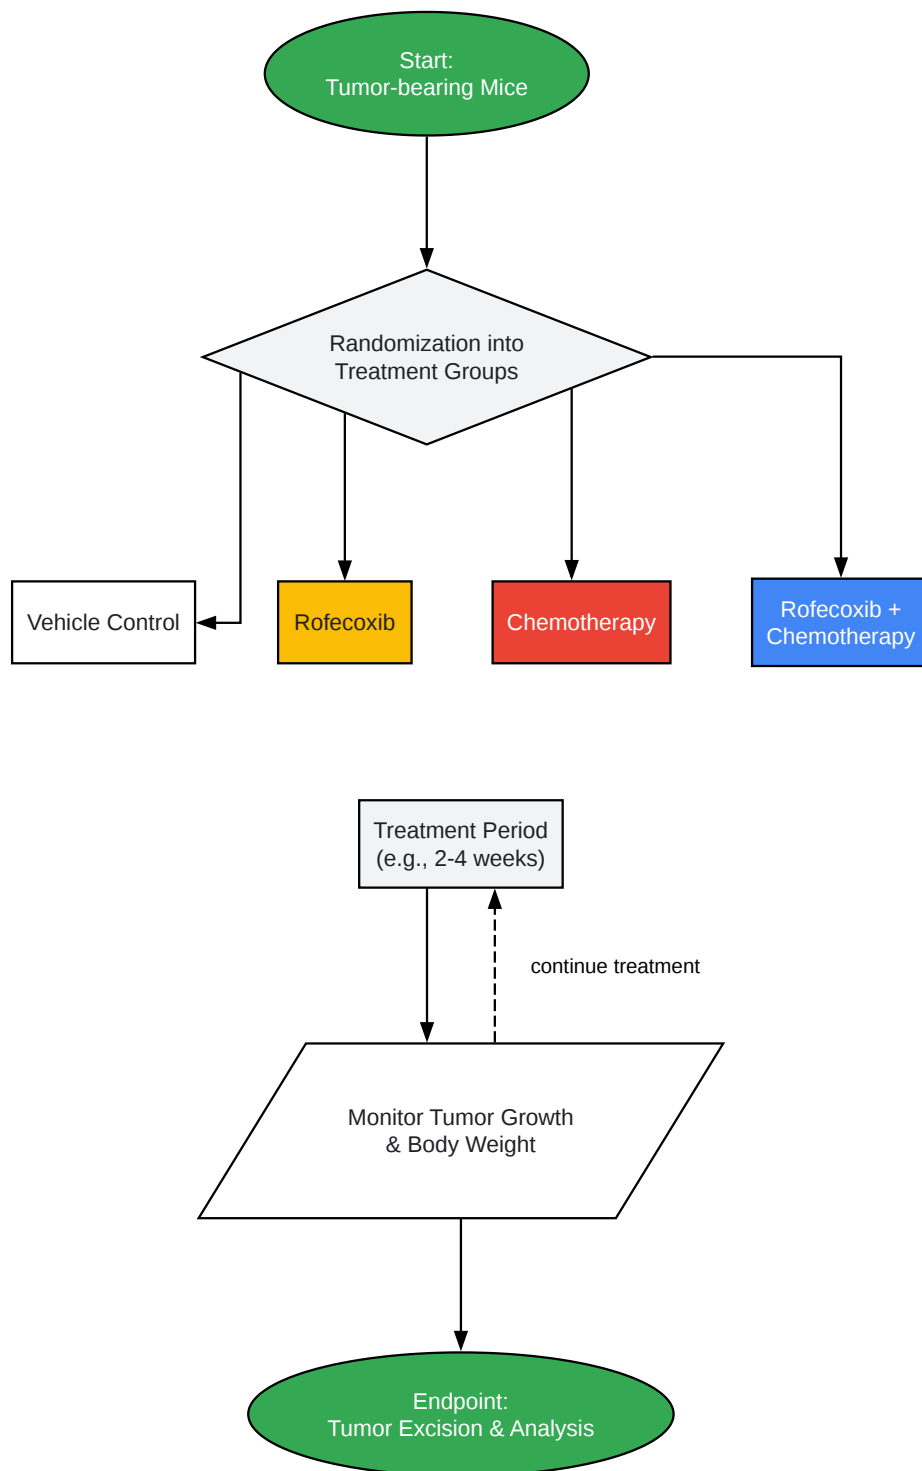 Start:
Tumor-bearing Mice
Randomization into
Treatment Groups
Vehicle Control
Rofecoxib
Chemotherapy
Rofecoxib +
Chemotherapy
Treatment Period
(e.g., 2-4 weeks)
continue treatment
Monitor Tumor Growth
& Body Weight
Endpoint:
Tumor Excision & Analysis